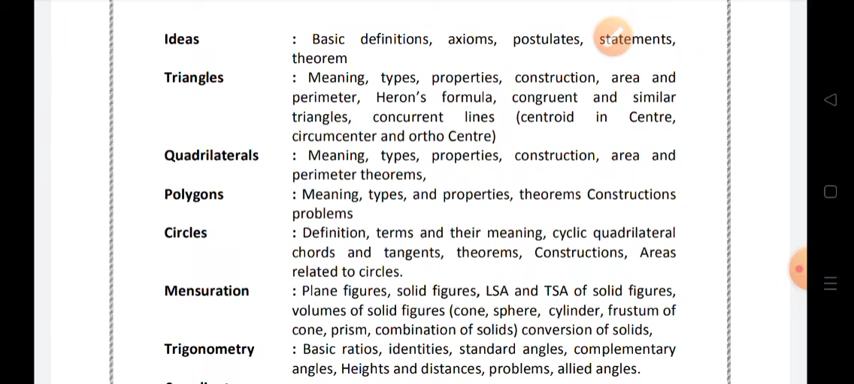 Ideas : Basic definitions, axioms, postulates, statements,
theorem
Triangles : Meaning, types, properties, construction, area and
perimeter, Heron's formula, congruent and similar
triangles, concurrent lines (centroid in Centre,
circumcenter and ortho Centre)
Quadrilaterals : Meaning, types, properties, construction, area and
perimeter theorems,
Polygons : Meaning, types, and properties, theorems Constructions
problems
Circles : Definition, terms and their meaning, cyclic quadrilateral
chords and tangents, theorems, Constructions, Areas
related to circles.
Mensuration : Plane figures, solid figures, LSA and TSA of solid figures,
volumes of solid figures (cone, sphere, cylinder, frustum of
cone, prism, combination of solids) conversion of solids,
Trigonometry : Basic ratios, identities, standard angles, complementary
angles, Heights and distances, problems, allied angles.